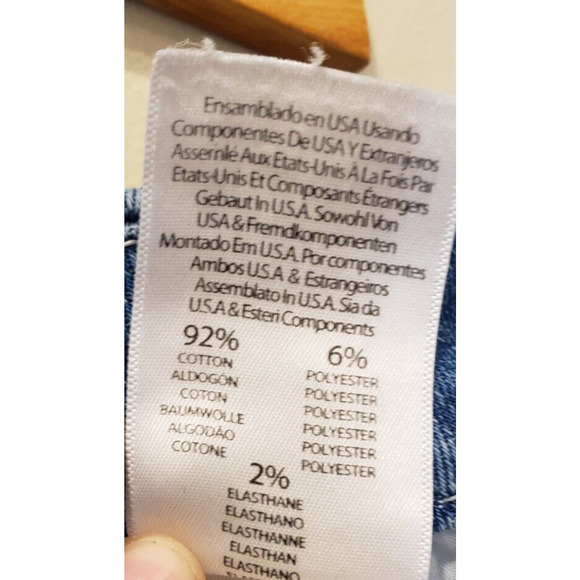 Ensamblado en USA Usando
Componentes De USA Y Extranjeros
Assernlé Aux Etats-Unis À La Fois Par
Etats-Unis Et Composants Étrangers
Gebaut In U.S.A. Sowohl Von
USA & Fremdkomponenten
Montado Em U.S.A. Por componentes
Ambos U.S.A & Estrangeiros
Assemblato In U.S.A. Sia da
U.S.A & Esteri Components
92%
COTTON
ALDOGÓN
COTON
BAUMWOLLE
ALGODÃO
COTONE
6%
POLYESTER
POLYESTER
POLYESTER
POLYESTER
POLYESTER
POLYESTER
2%
ELASTHANE
ELASTHANO
ELASTHANNE
ELASTHAN
ELASTHANO